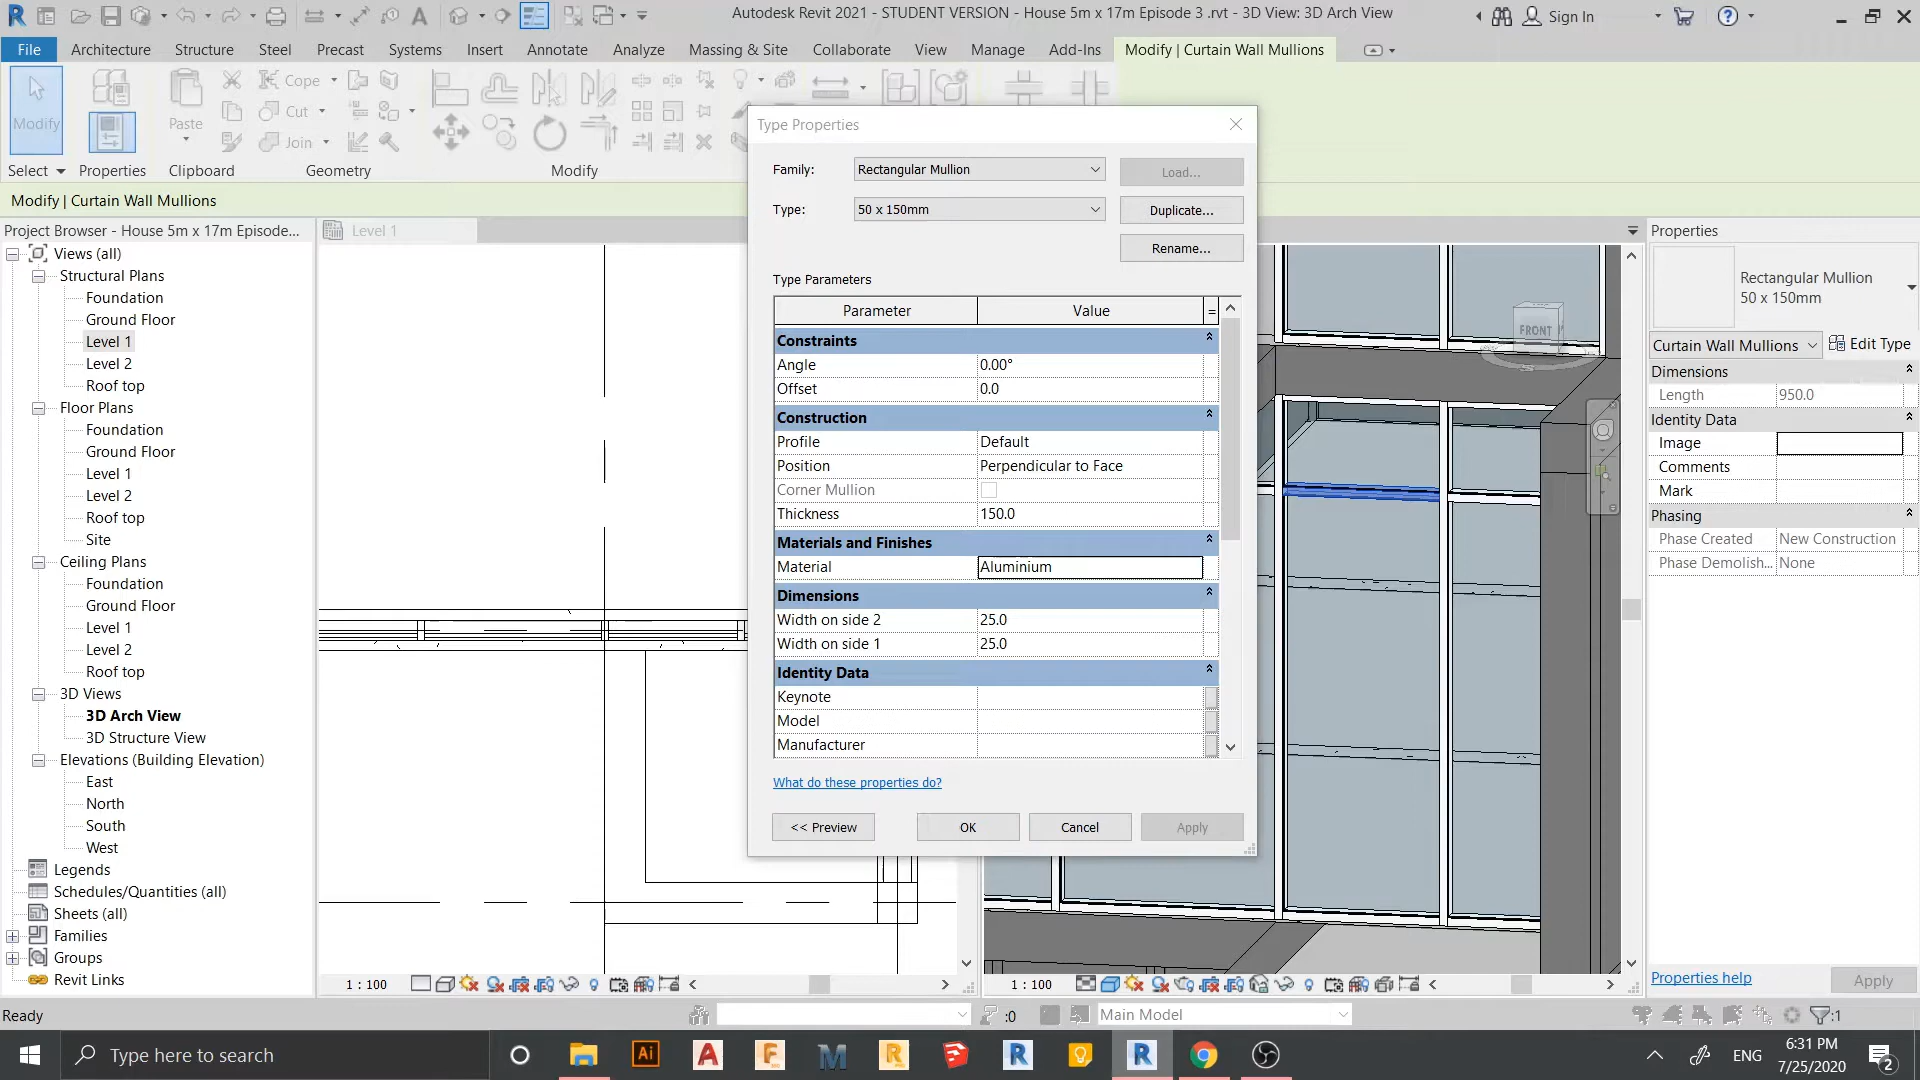 Autodesk Revit 2021 - STUDENT VERSION - House 5m x 17m Episode 3 .rvt - 3D View: 3D Arch View
Sign In
File
Architecture
Structure
Steel
Precast
Systems
Insert
Annotate
Analyze
Massing & Site
Collaborate
View
Manage
Add-Ins
Modify | Curtain Wall Mullions
Modify
Paste
Cope
Cut
Join
Select
Properties
Clipboard
Geometry
Modify
Modify | Curtain Wall Mullions
Project Browser - House 5m x 17m Episode...
Views (all)
Structural Plans
Foundation
Ground Floor
Level 1
Level 2
Roof top
Floor Plans
Foundation
Ground Floor
Level 1
Level 2
Roof top
Site
Ceiling Plans
Foundation
Ground Floor
Level 1
Level 2
Roof top
3D Views
3D Arch View
3D Structure View
Elevations (Building Elevation)
East
North
South
West
Legends
Schedules/Quantities (all)
Sheets (all)
Families
Groups
Revit Links
Level 1
1 : 100
Type Properties
Family:
Rectangular Mullion
Load...
Type:
50 x 150mm
Duplicate...
Rename...
Type Parameters
Parameter
Value
=
Constraints
Angle
0.00°
Offset
0.0
Construction
Profile
Default
Position
Perpendicular to Face
Corner Mullion
Thickness
150.0
Materials and Finishes
Material
Aluminium
Dimensions
Width on side 2
25.0
Width on side 1
25.0
Identity Data
Keynote
Model
Manufacturer
What do these properties do?
<< Preview
OK
Cancel
Apply
FRONT
1 : 100
Properties
Rectangular Mullion
50 x 150mm
Curtain Wall Mullions
Edit Type
Dimensions
Length
950.0
Identity Data
Image
Comments
Mark
Phasing
Phase Created
New Construction
Phase Demolish...
None
Properties help
Apply
Ready
:0
Main Model
:1
Type here to search
ENG
6:31 PM
7/25/2020
2